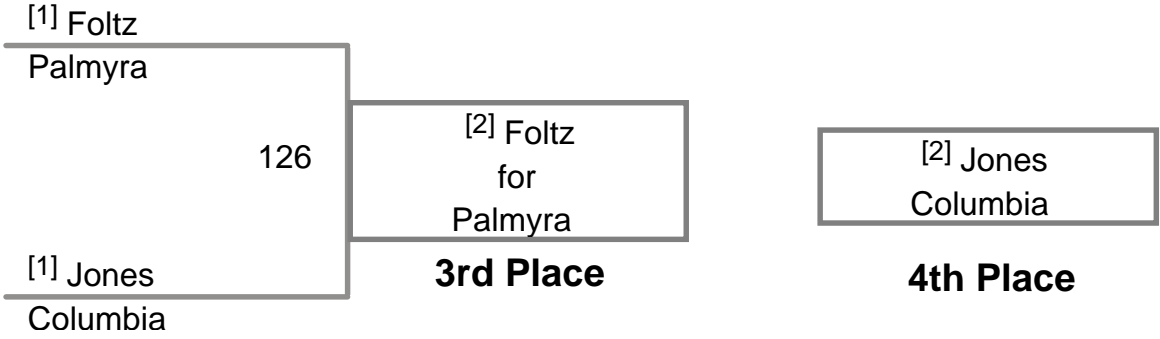 [1] Foltz
Palmyra
126
[1] Jones
Columbia
[2] Foltz
for
Palmyra
3rd Place
[2] Jones
Columbia
4th Place